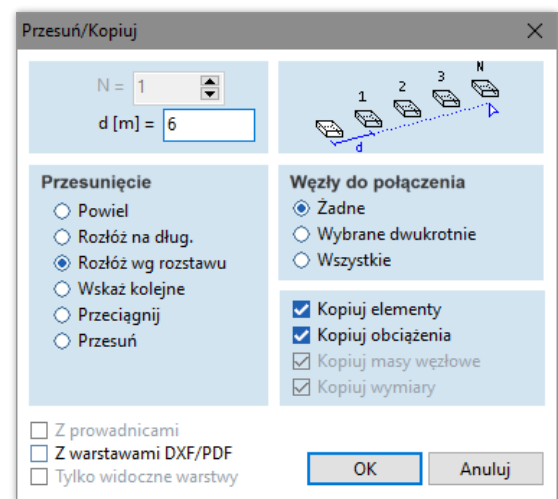 Przesuń/Kopiuj
N = 1
d [m] = 6
1 2 3 N
d
Przesunięcie
Powiel
Rozłóż na dług.
Rozłóż wg rozstawu
Wskaż kolejne
Przeciągnij
Przesuń
Węzły do połączenia
Żadne
Wybrane dwukrotnie
Wszystkie
Kopiuj elementy
Kopiuj obciążenia
Kopiuj masy węzłowe
Kopiuj wymiary
Z prowadnicami
Z warstawami DXF/PDF
Tylko widoczne warstwy
OK
Anuluj